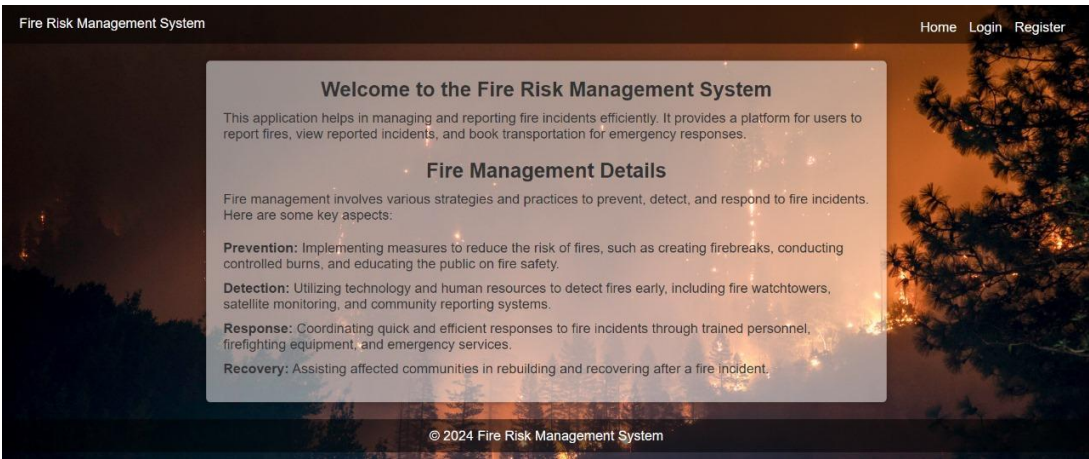 Fire Risk Management System
Home Login Register
Welcome to the Fire Risk Management System
This application helps in managing and reporting fire incidents efficiently. It provides a platform for users to
report fires, view reported incidents, and book transportation for emergency responses.
Fire Management Details
Fire management involves various strategies and practices to prevent, detect, and respond to fire incidents.
Here are some key aspects:
Prevention: Implementing measures to reduce the risk of fires, such as creating firebreaks, conducting
controlled burns, and educating the public on fire safety.
Detection: Utilizing technology and human resources to detect fires early, including fire watchtowers,
satellite monitoring, and community reporting systems.
Response: Coordinating quick and efficient responses to fire incidents through trained personnel,
firefighting equipment, and emergency services.
Recovery: Assisting affected communities in rebuilding and recovering after a fire incident.
© 2024 Fire Risk Management System